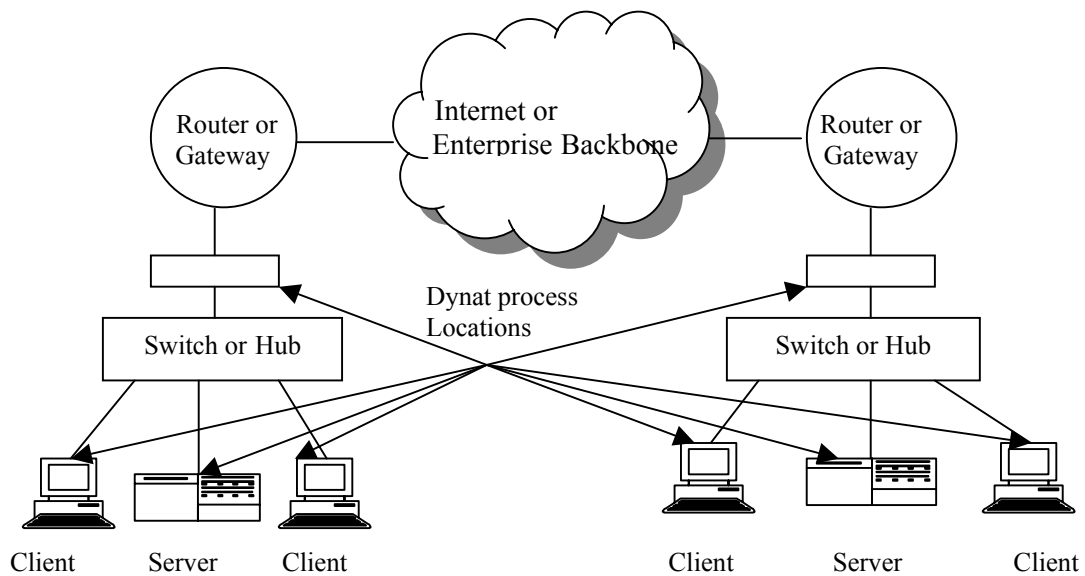 Internet or
Enterprise Backbone
Router or
Gateway
Router or
Gateway
Dynat process
Locations
Switch or Hub
Switch or Hub
Client
Server
Client
Client
Server
Client